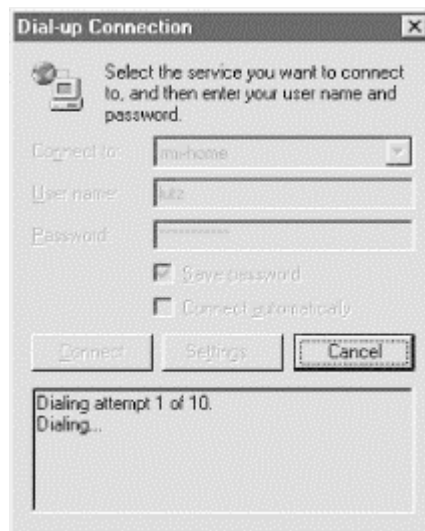 Dial-up Connection
Select the service you want to connect
to, and then enter your user name and
password.
Connect to:
User name:
Password:
Save password
Connect automatically
Connect Settings Cancel
Dialing attempt 1 of 10.
Dialing...